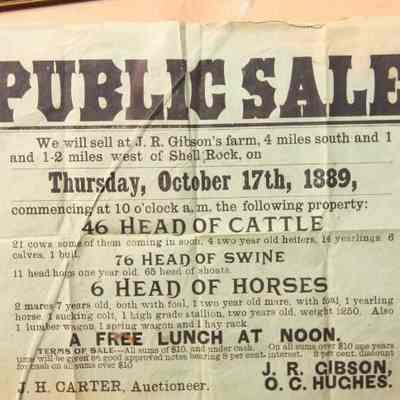 PUBLIC SALE
We will sell at J. R. Gibson's farm, 4 miles south and 1
and 1-2 miles west of Shell Rock, on
Thursday, October 17th, 1889,
commencing at 10 o'clock a. m. the following property:
46 HEAD OF CATTLE
21 cows some of them coming in soon, 4 two year old heifers, 14 yearlings 6
calves, 1 bull.
76 HEAD OF SWINE
11 head hogs one year old. 65 head of shoats.
6 HEAD OF HORSES
2 mares 7 years old, both with foal, 1 two year old mare, with foal, 1 yearling
horse, 1 sucking colt, 1 high grade stallion, two years old, weight 1250. Also
1 lumber wagon, 1 spring wagon and 1 hay rack.
A FREE LUNCH AT NOON.
TERMS OF SALE—All sums of $10, and under cash. On all sums over $10 one years
time will be given on good approved notes bearing 8 per cent. interest. 8 per cent. discount
for cash on all sums over $10
J. R. GIBSON,
J. H. CARTER, Auctioneer. O. C. HUGHES.